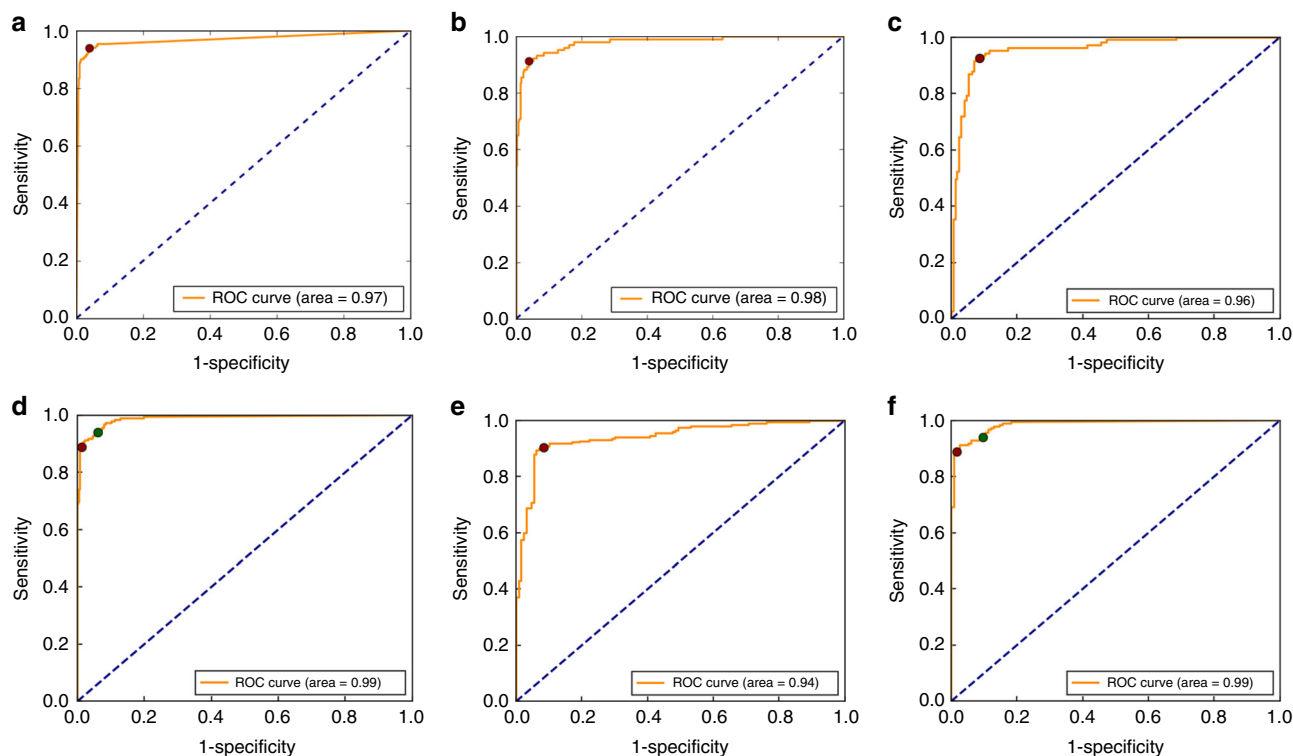 a
1.0
0.8
0.6
0.4
0.2
0.0
Sensitivity
ROC curve (area = 0.97)
0.0 0.2 0.4 0.6 0.8 1.0
1-specificity
b
1.0
0.8
0.6
0.4
0.2
0.0
Sensitivity
ROC curve (area = 0.98)
0.0 0.2 0.4 0.6 0.8 1.0
1-specificity
c
1.0
0.8
0.6
0.4
0.2
0.0
Sensitivity
ROC curve (area = 0.96)
0.0 0.2 0.4 0.6 0.8 1.0
1-specificity
d
1.0
0.8
0.6
0.4
0.2
0.0
Sensitivity
ROC curve (area = 0.99)
0.0 0.2 0.4 0.6 0.8 1.0
1-specificity
e
1.0
0.8
0.6
0.4
0.2
0.0
Sensitivity
ROC curve (area = 0.94)
0.0 0.2 0.4 0.6 0.8 1.0
1-specificity
f
1.0
0.8
0.6
0.4
0.2
0.0
Sensitivity
ROC curve (area = 0.99)
0.0 0.2 0.4 0.6 0.8 1.0
1-specificity